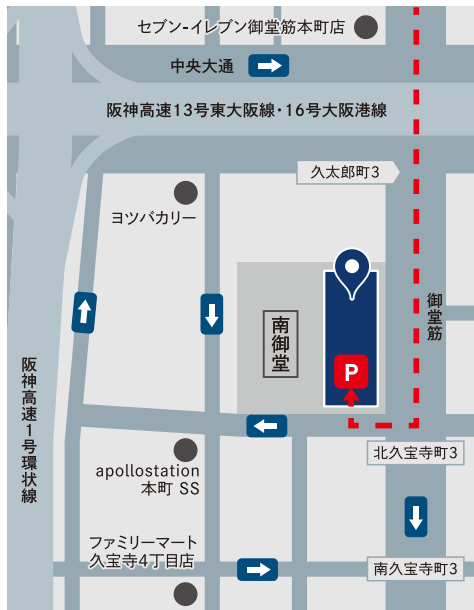 セブン-イレブン御堂筋本町店
中央大通
阪神高速13号東大阪線・16号大阪港線
久太郎町3
ヨツバカリー
御堂筋
南御堂
P
阪神高速1号環状線
北久宝寺町3
apollostation
本町 SS
ファミリーマート
久宝寺4丁目店
南久宝寺町3